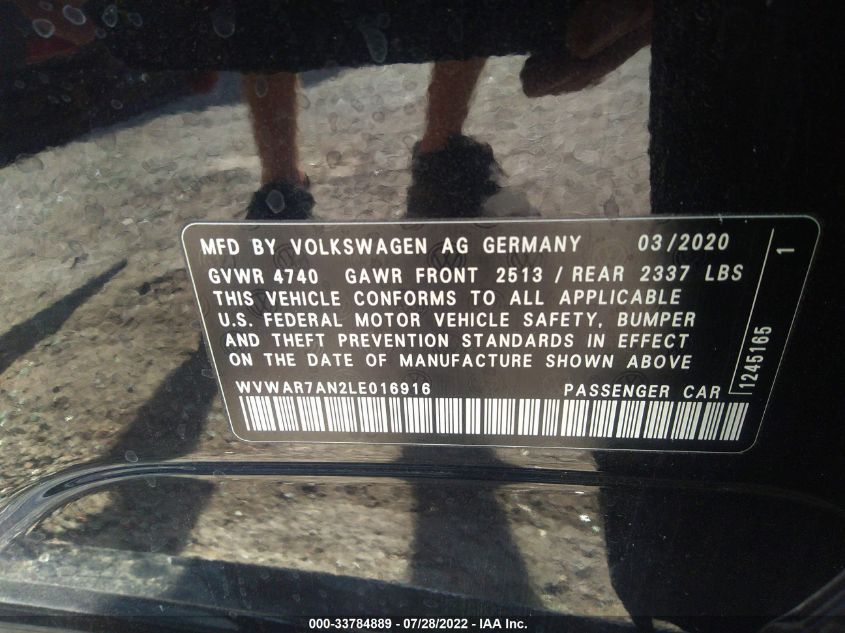 MFD BY VOLKSWAGEN AG GERMANY 03/2020
GVWR 4740 GAWR FRONT 2513 / REAR 2337 LBS
THIS VEHICLE CONFORMS TO ALL APPLICABLE
U.S. FEDERAL MOTOR VEHICLE SAFETY, BUMPER
AND THEFT PREVENTION STANDARDS IN EFFECT
ON THE DATE OF MANUFACTURE SHOWN ABOVE
WVWAR7AN2LE016916 PASSENGER CAR
1245165 1
000-33784889 - 07/28/2022 - IAA Inc.